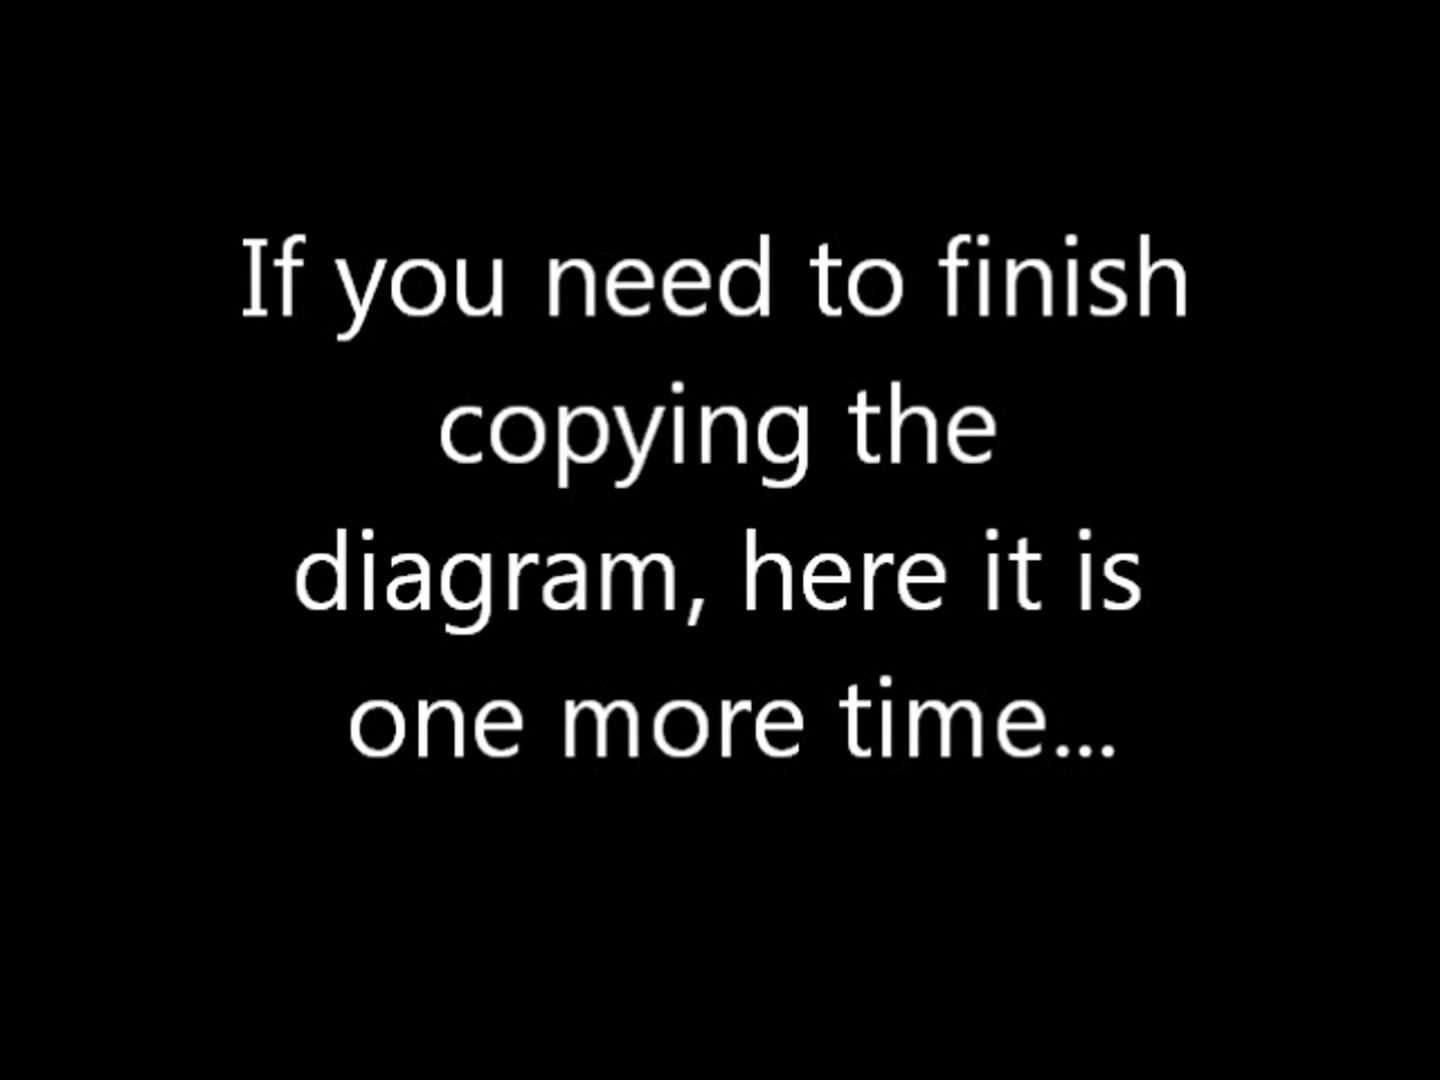 If you need to finish
copying the
diagram, here it is
one more time...